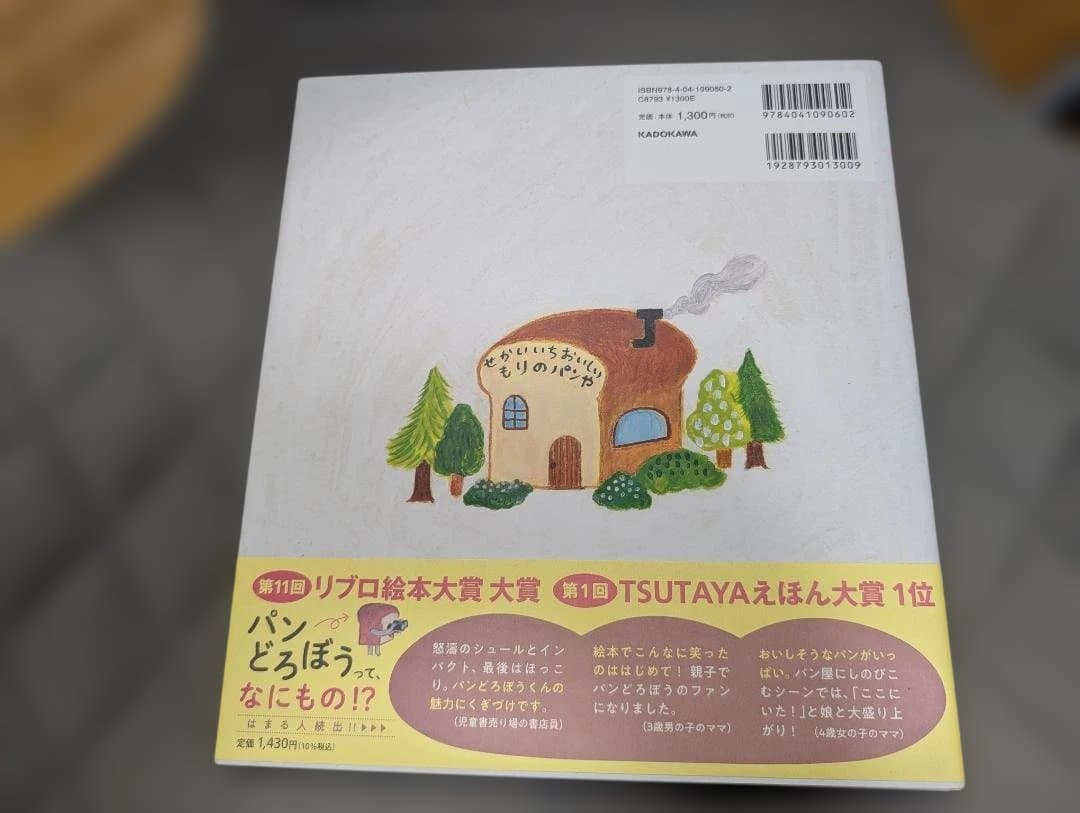 ISBN978-4-04-109060-2
C8793 ¥1300E
定価:本体1,300円(税別)
KADOKAWA
9784041090602
1928793013009
せかいいちおいしい
もりのパンや
第11回 リブロ絵本大賞 大賞 第1回 TSUTAYAえほん大賞 1位
パン
どろぼうって、
なにもの!?
はまる人続出!!▶▶▶
定価 1,430円(10%税込)
怒濤のシュールとイン
パクト、最後はほっこ
り。パンどろぼうくんの
魅力にくぎづけです。
(児童書売り場の書店員)
絵本でこんなに笑った
のははじめて! 親子で
パンどろぼうのファン
になりました。
(3歳男の子のママ)
おいしそうなパンがいっ
ぱい。パン屋にしのびこ
むシーンでは、「ここに
いた!」と娘と大盛り上
がり! (4歳女の子のママ)